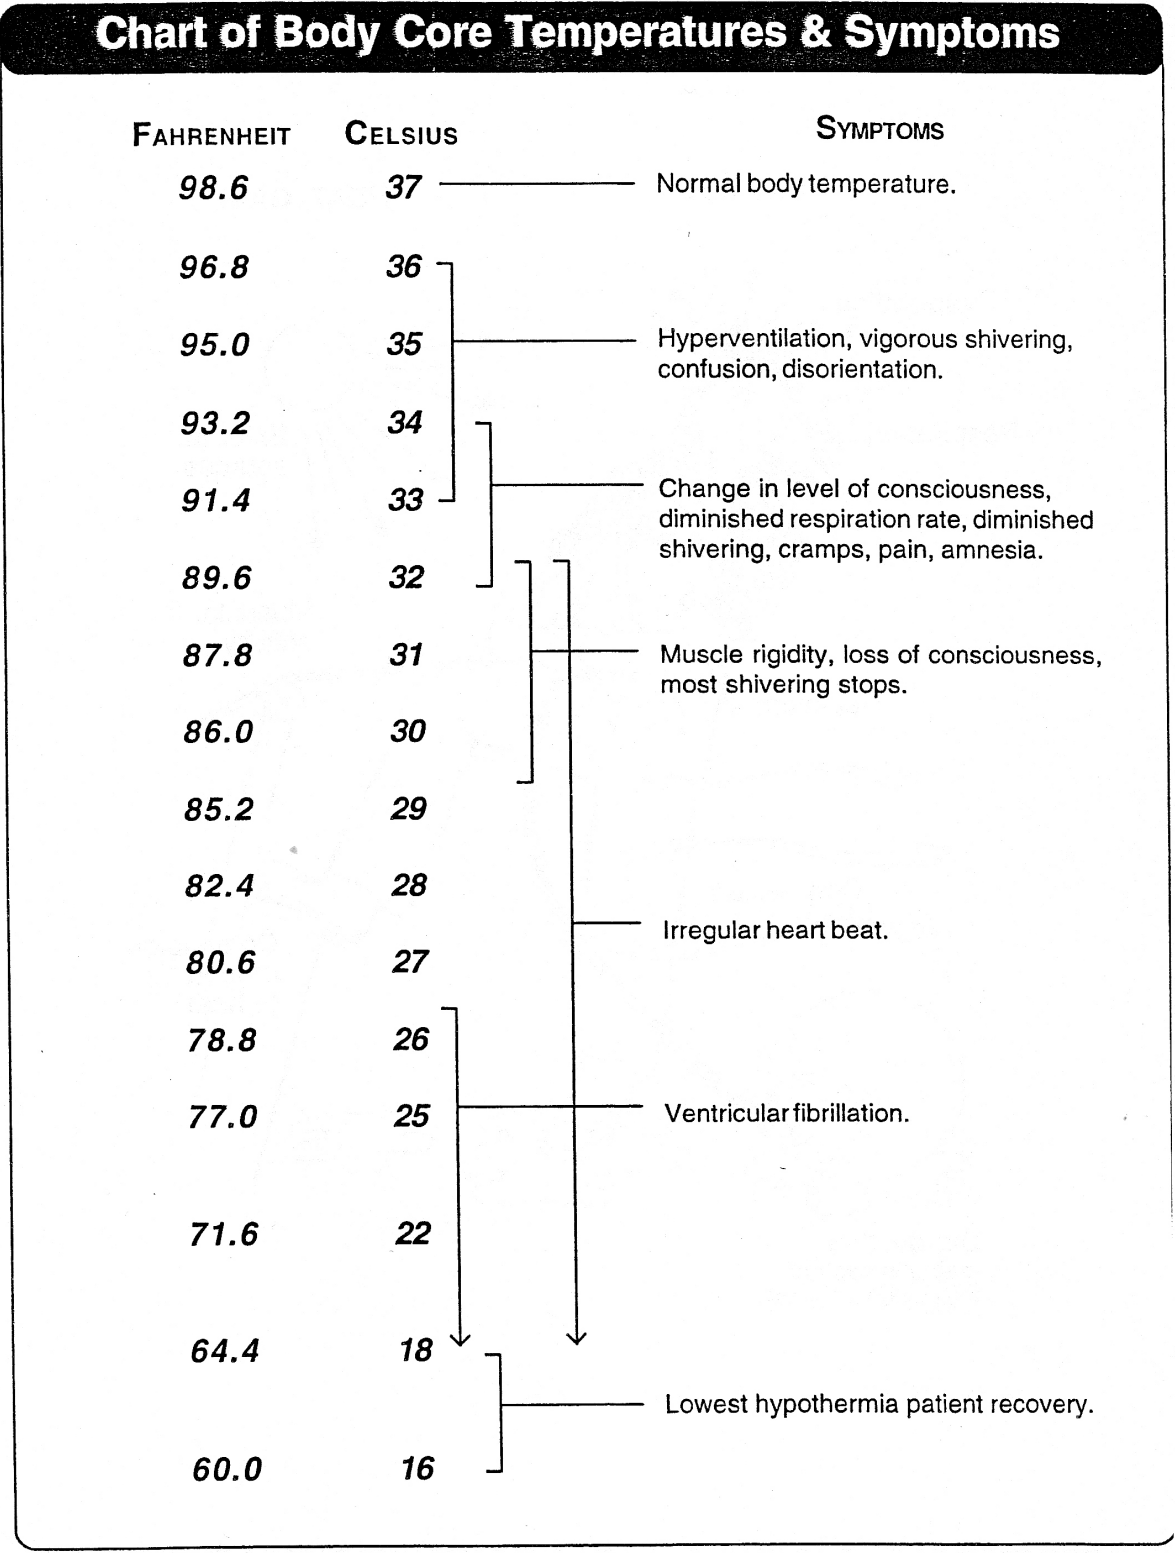 Chart of Body Core Temperatures & Symptoms
FAHRENHEIT CELSIUS SYMPTOMS
98.6 37 Normal body temperature.
96.8 36
95.0 35 Hyperventilation, vigorous shivering,
confusion, disorientation.
93.2 34
91.4 33 Change in level of consciousness,
diminished respiration rate, diminished
shivering, cramps, pain, amnesia.
89.6 32
87.8 31 Muscle rigidity, loss of consciousness,
most shivering stops.
86.0 30
85.2 29
82.4 28
Irregular heart beat.
80.6 27
78.8 26
77.0 25 Ventricular fibrillation.
71.6 22
64.4 18
Lowest hypothermia patient recovery.
60.0 16